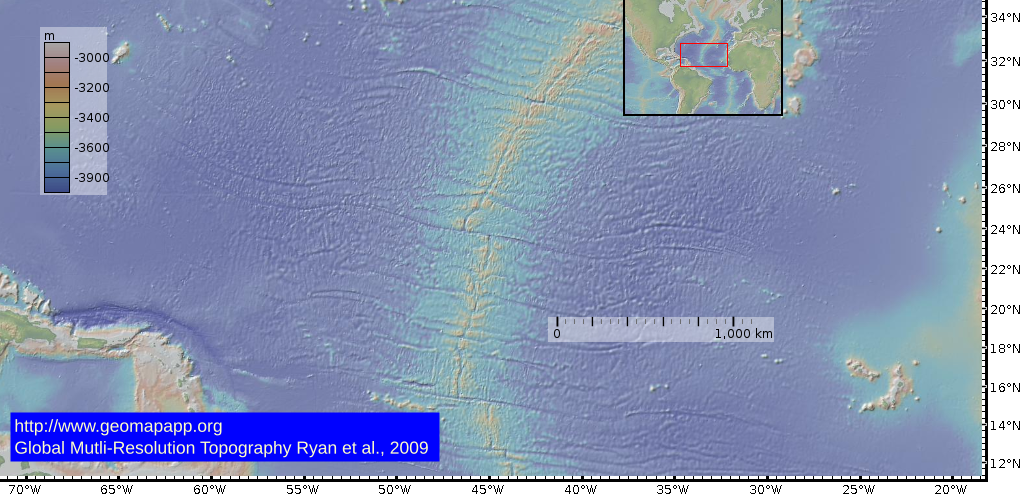 m
-3000
-3200
-3400
-3600
-3900
34°N
32°N
30°N
28°N
26°N
24°N
22°N
20°N
18°N
16°N
14°N
12°N
0 1,000 km
http://www.geomapapp.org
Global Mutli-Resolution Topography Ryan et al., 2009
70°W 65°W 60°W 55°W 50°W 45°W 40°W 35°W 30°W 25°W 20°W